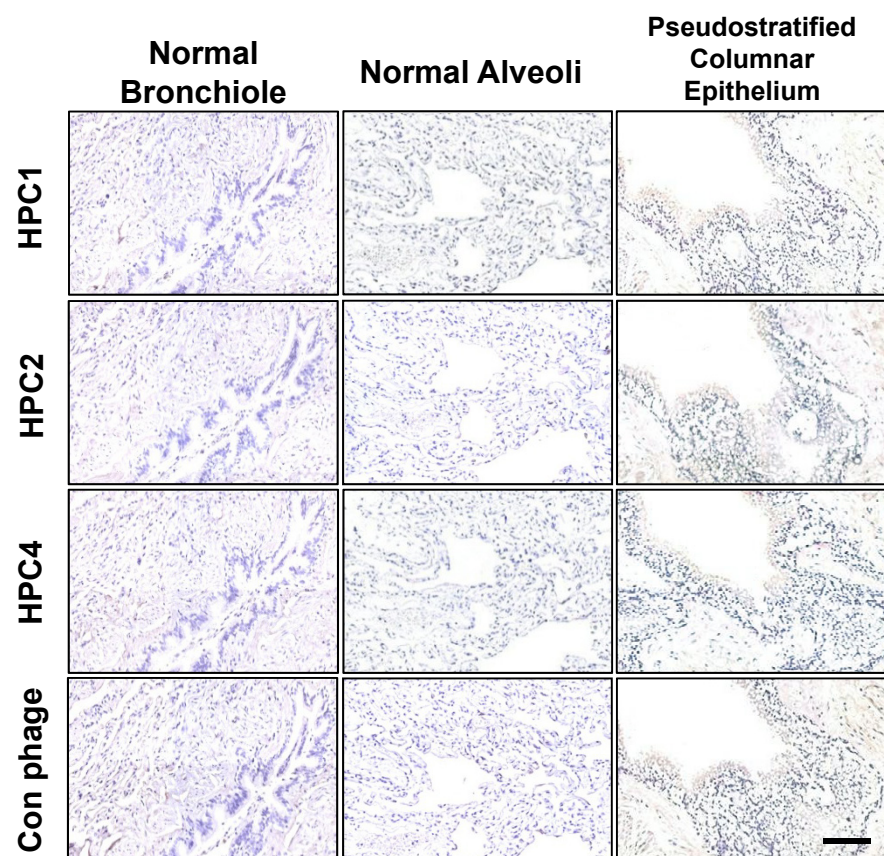 Normal
Bronchiole
Normal Alveoli
Pseudostratified
Columnar
Epithelium
HPC1
HPC2
HPC4
Con phage